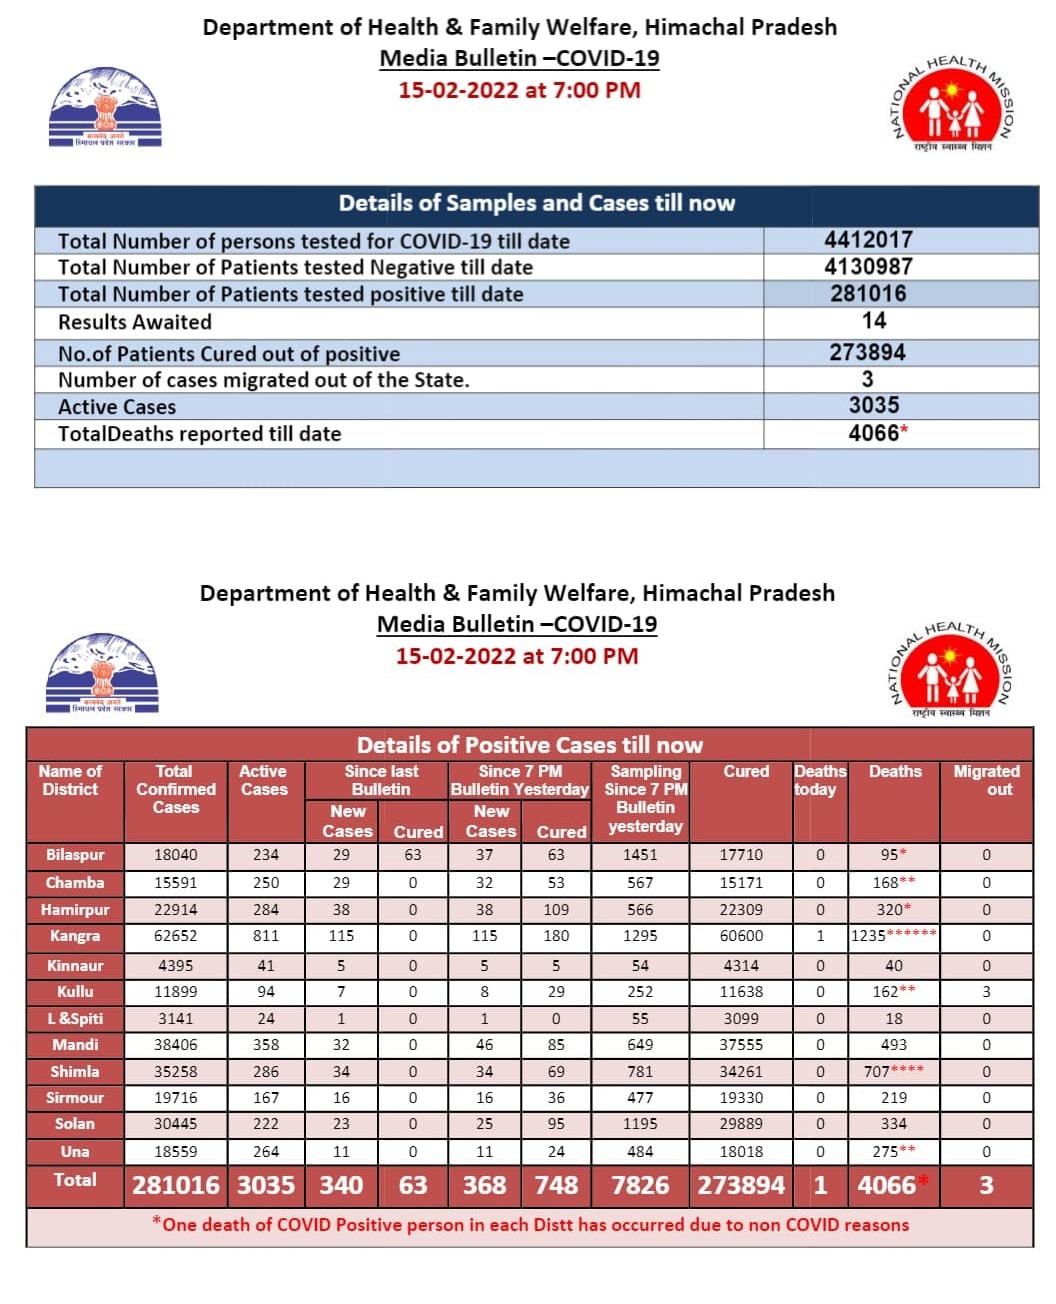 Department of Health & Family Welfare, Himachal Pradesh
Media Bulletin –COVID-19
15-02-2022 at 7:00 PM
सत्यमेव जयते
हिमाचल प्रदेश सरकार
NATIONAL HEALTH MISSION
राष्ट्रीय स्वास्थ्य मिशन
Details of Samples and Cases till now
Total Number of persons tested for COVID-19 till date 4412017
Total Number of Patients tested Negative till date 4130987
Total Number of Patients tested positive till date 281016
Results Awaited 14
No.of Patients Cured out of positive 273894
Number of cases migrated out of the State. 3
Active Cases 3035
TotalDeaths reported till date 4066*
Department of Health & Family Welfare, Himachal Pradesh
Media Bulletin –COVID-19
15-02-2022 at 7:00 PM
सत्यमेव जयते
हिमाचल प्रदेश सरकार
NATIONAL HEALTH MISSION
राष्ट्रीय स्वास्थ्य मिशन
Details of Positive Cases till now
Name of District Total Confirmed Cases Active Cases Since last Bulletin Since 7 PM Bulletin Yesterday Sampling Since 7 PM Bulletin yesterday Cured Deaths today Deaths Migrated out
New Cases Cured New Cases Cured
Bilaspur 18040 234 29 63 37 63 1451 17710 0 95* 0
Chamba 15591 250 29 0 32 53 567 15171 0 168** 0
Hamirpur 22914 284 38 0 38 109 566 22309 0 320* 0
Kangra 62652 811 115 0 115 180 1295 60600 1 1235****** 0
Kinnaur 4395 41 5 0 5 5 54 4314 0 40 0
Kullu 11899 94 7 0 8 29 252 11638 0 162** 3
L &Spiti 3141 24 1 0 1 0 55 3099 0 18 0
Mandi 38406 358 32 0 46 85 649 37555 0 493 0
Shimla 35258 286 34 0 34 69 781 34261 0 707**** 0
Sirmour 19716 167 16 0 16 36 477 19330 0 219 0
Solan 30445 222 23 0 25 95 1195 29889 0 334 0
Una 18559 264 11 0 11 24 484 18018 0 275** 0
Total 281016 3035 340 63 368 748 7826 273894 1 4066* 3
*One death of COVID Positive person in each Distt has occurred due to non COVID reasons